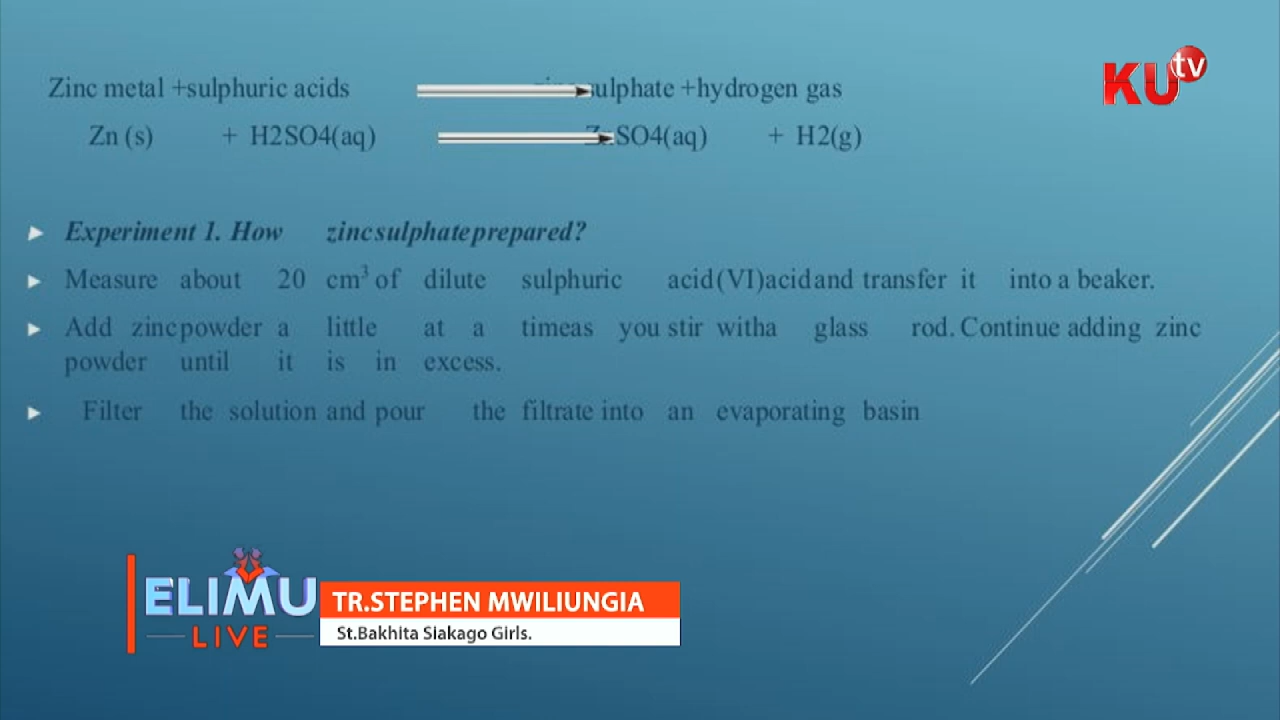 KU tv
Zinc metal +sulphuric acids sulphate +hydrogen gas
Zn (s) + H2SO4(aq) ZnSO4(aq) + H2(g)
Experiment 1. How zincsulphateprepared?
Measure about 20 cm³ of dilute sulphuric acid(VI)acidand transfer it into a beaker.
Add zincpowder a little at a timeas you stir witha glass rod. Continue adding zinc
powder until it is in excess.
Filter the solution and pour the filtrate into an evaporating basin
ELIMU
LIVE
TR.STEPHEN MWILIUNGIA
St.Bakhita Siakago Girls.